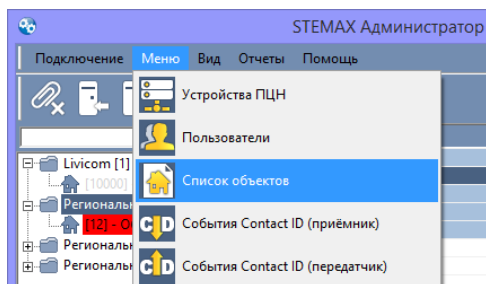 STEMAX Администратор
Подключение Меню Вид Отчеты Помощь
Устройства ПЦН
Пользователи
Livicom [1]
[10000]
Список объектов
[12] - О
События Contact ID (приёмник)
События Contact ID (передатчик)